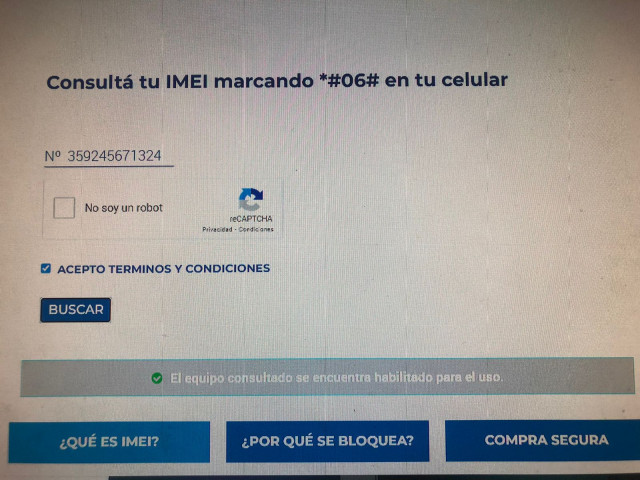 Consultá tu IMEI marcando *#06# en tu celular
Nº 359245671324
No soy un robot
reCAPTCHA
Privacidad - Condiciones
ACEPTO TERMINOS Y CONDICIONES
BUSCAR
El equipo consultado se encuentra habilitado para el uso.
¿QUÉ ES IMEI?
¿POR QUÉ SE BLOQUEA?
COMPRA SEGURA